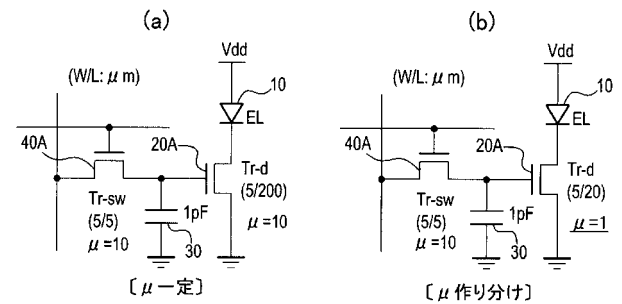 (a)
Vdd
(W/L: μm)
10
EL
40A
20A
Tr-d
(5/200)
Tr-sw
(5/5)
μ=10
1pF
30
μ=10
〔μ一定〕
(b)
Vdd
(W/L: μm)
10
EL
40A
20A
Tr-d
(5/20)
Tr-sw
(5/5)
μ=10
1pF
30
μ=1
〔μ作り分け〕